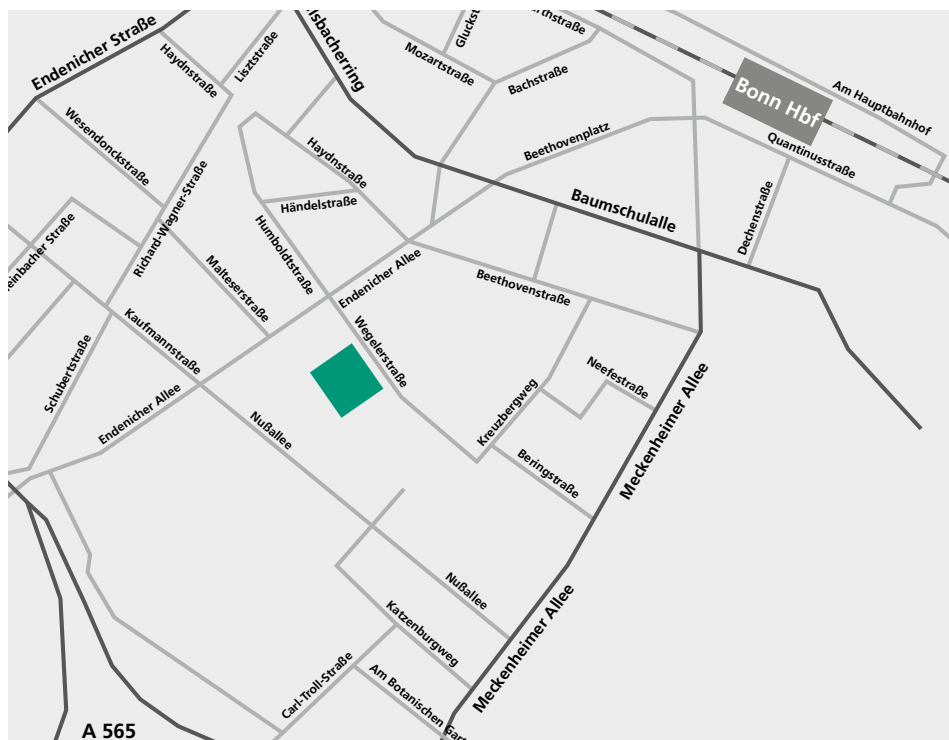 Endenicher Straße
Haydnstraße
Lisztstraße
Mozartstraße
Bachstraße
Bonn Hbf
Am Hauptbahnhof
Quantinusstraße
Wesendonckstraße
Haydnstraße
Beethovenplatz
Händelstraße
Baumschulalle
Dechenstraße
Richard-Wagner-Straße
Humboldtstraße
Malteserstraße
Endenicher Allee
Beethovenstraße
Kaufmannstraße
Schubertstraße
Wegelerstraße
Neefestraße
Kreuzbergweg
Endenicher Allee
Nußallee
Beringstraße
Meckenheimer Allee
Nußallee
Katzenburgweg
Meckenheimer Allee
Carl-Troll-Straße
Am Botanischen
A 565